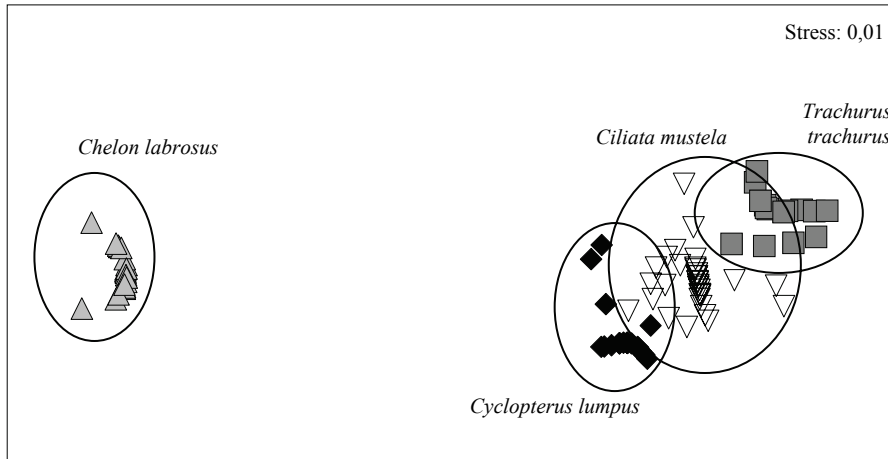 Stress: 0,01
Trachurus
trachurus
Ciliata mustela
Chelon labrosus
Cyclopterus lumpus